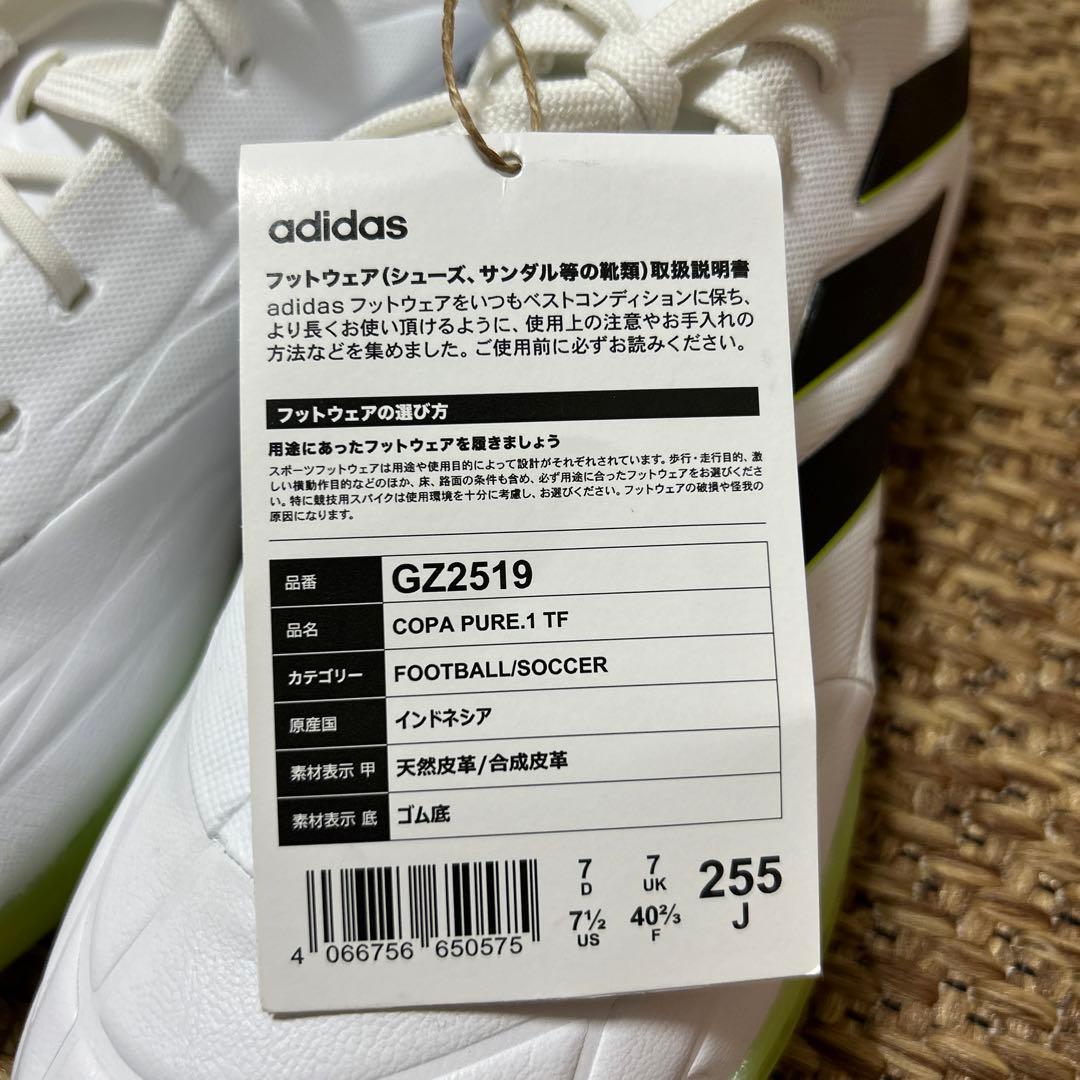 adidas
フットウェア(シューズ、サンダル等の靴類)取扱説明書
adidas フットウェアをいつもベストコンディションに保ち、
より長くお使い頂けるように、使用上の注意やお手入れの
方法などを集めました。ご使用前に必ずお読みください。
フットウェアの選び方
用途にあったフットウェアを履きましょう
スポーツフットウェアは用途や使用目的によって設計がそれぞれされています。歩行・走行目的、激
しい横動作目的などのほか、床、路面の条件も含め、必ず用途に合ったフットウェアをお選びくださ
い。特に競技用スパイクは使用環境を十分に考慮し、お選びください。フットウェアの破損や怪我の
原因になります。
品番 GZ2519
品名 COPA PURE.1 TF
カテゴリー FOOTBALL/SOCCER
原産国 インドネシア
素材表示 甲 天然皮革/合成皮革
素材表示 底 ゴム底
7 7 255
D UK J
7½ 40⅔
US F
4 066756 650575